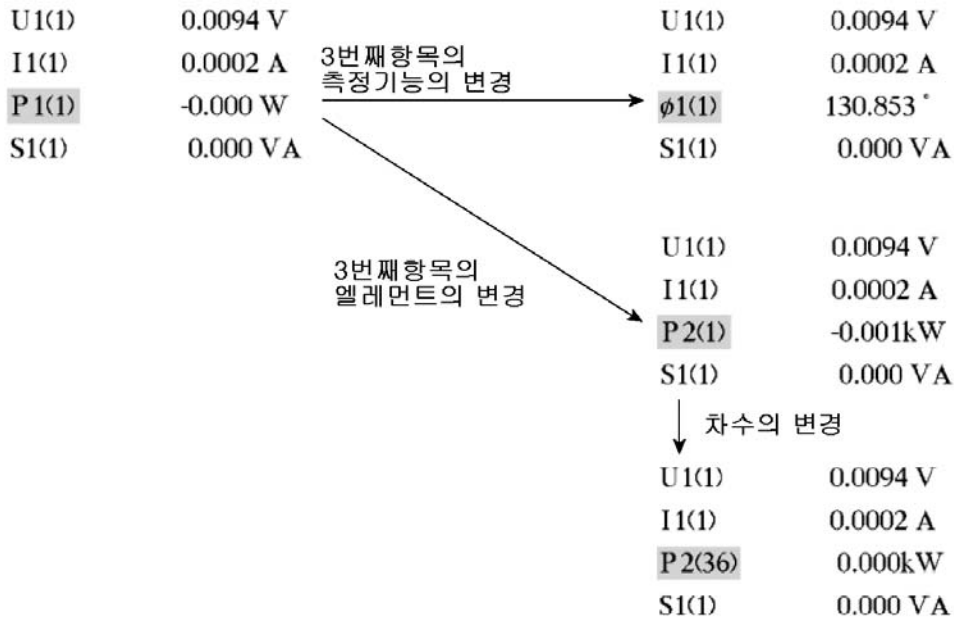 U1(1) 0.0094 V
I1(1) 0.0002 A
P1(1) -0.000 W
S1(1) 0.000 VA
3번째항목의
측정기능의 변경
U1(1) 0.0094 V
I1(1) 0.0002 A
ϕ1(1) 130.853 °
S1(1) 0.000 VA
3번째항목의
엘레먼트의 변경
U1(1) 0.0094 V
I1(1) 0.0002 A
P2(1) -0.001kW
S1(1) 0.000 VA
차수의 변경
U1(1) 0.0094 V
I1(1) 0.0002 A
P2(36) 0.000kW
S1(1) 0.000 VA